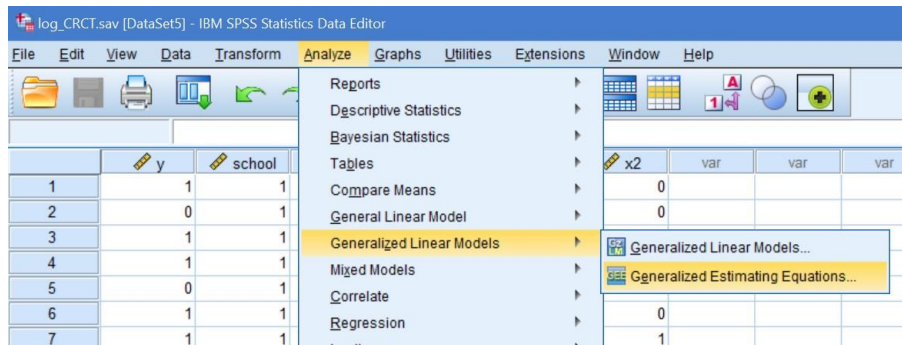 log_CRCT.sav [DataSet5] - IBM SPSS Statistics Data Editor
File Edit View Data Transform Analyze Graphs Utilities Extensions Window Help
Reports
Descriptive Statistics
Bayesian Statistics
Tables
Compare Means
General Linear Model
Generalized Linear Models
Mixed Models
Correlate
Regression
Generalized Linear Models...
Generalized Estimating Equations...
y school x2 var var var
1 1 1 0
2 0 1 0
3 1 1
4 1 1
5 0 1
6 1 1 0
7 1 1 1